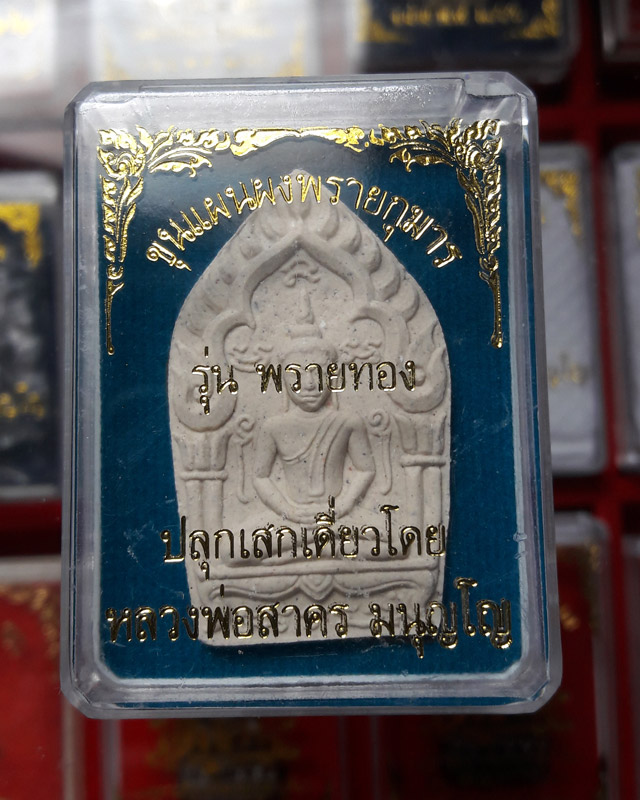 ขุนแผนผงพรายกุมาร
รุ่น พรายทอง
ปลุกเสกเดี่ยวโดย
หลวงพ่อสาคร มนุญโญ